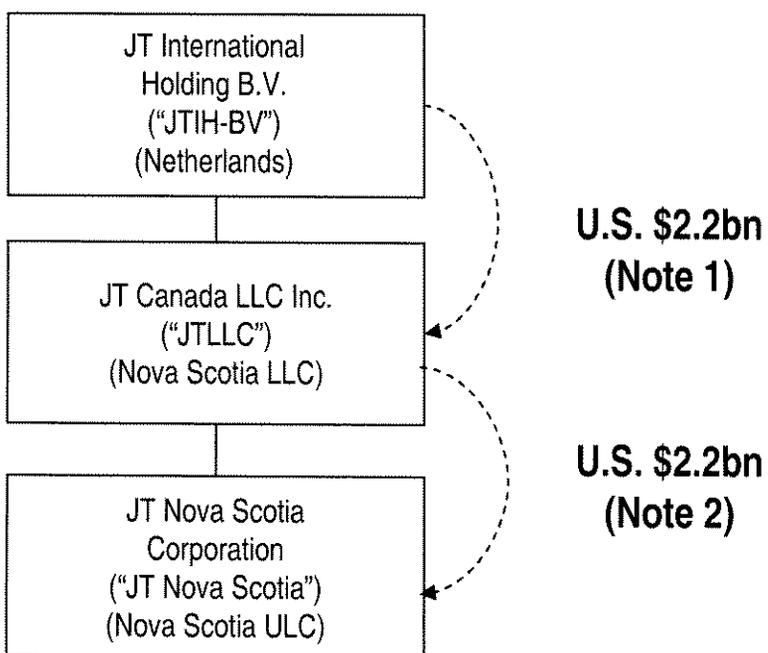 JT International
Holding B.V.
(“JTIH-BV”)
(Netherlands)
U.S. $2.2bn
(Note 1)
JT Canada LLC Inc.
(“JTLLC”)
(Nova Scotia LLC)
U.S. $2.2bn
(Note 2)
JT Nova Scotia
Corporation
(“JT Nova Scotia”)
(Nova Scotia ULC)